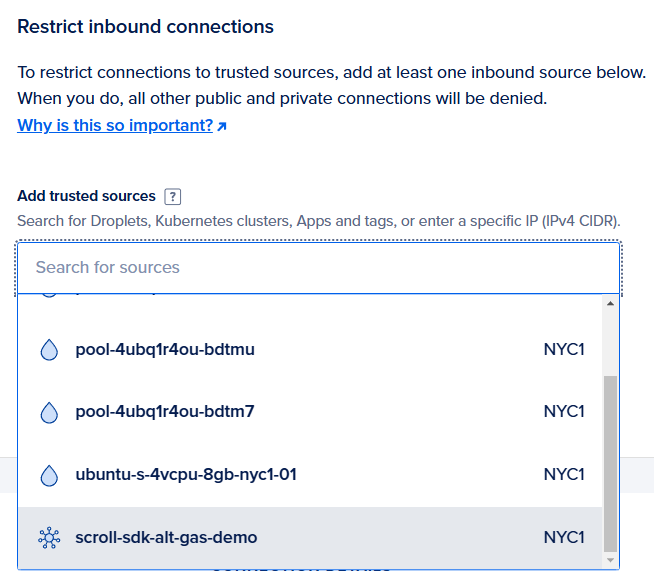 Restrict inbound connections
To restrict connections to trusted sources, add at least one inbound source below.
When you do, all other public and private connections will be denied.
Why is this so important?
Add trusted sources ?
Search for Droplets, Kubernetes clusters, Apps and tags, or enter a specific IP (IPv4 CIDR).
Search for sources
pool-4ubq1r4ou-bdtmu NYC1
pool-4ubq1r4ou-bdtm7 NYC1
ubuntu-s-4vcpu-8gb-nyc1-01 NYC1
scroll-sdk-alt-gas-demo NYC1